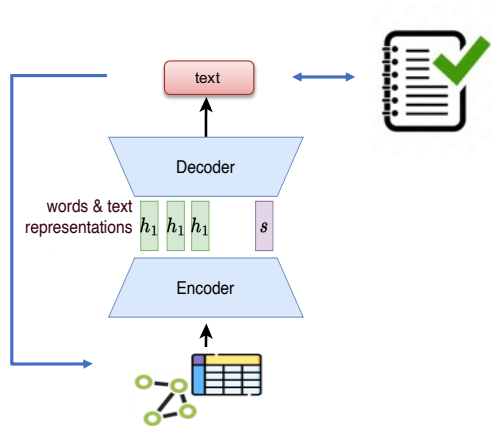 text
Decoder
words & text
representations
h₁ h₁ h₁ s
Encoder